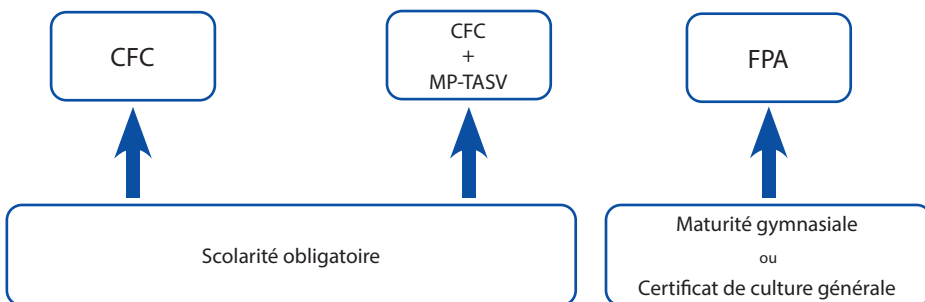 CFC
CFC
+
MP-TASV
FPA
Scolarité obligatoire
Maturité gymnasiale
ou
Certificat de culture générale